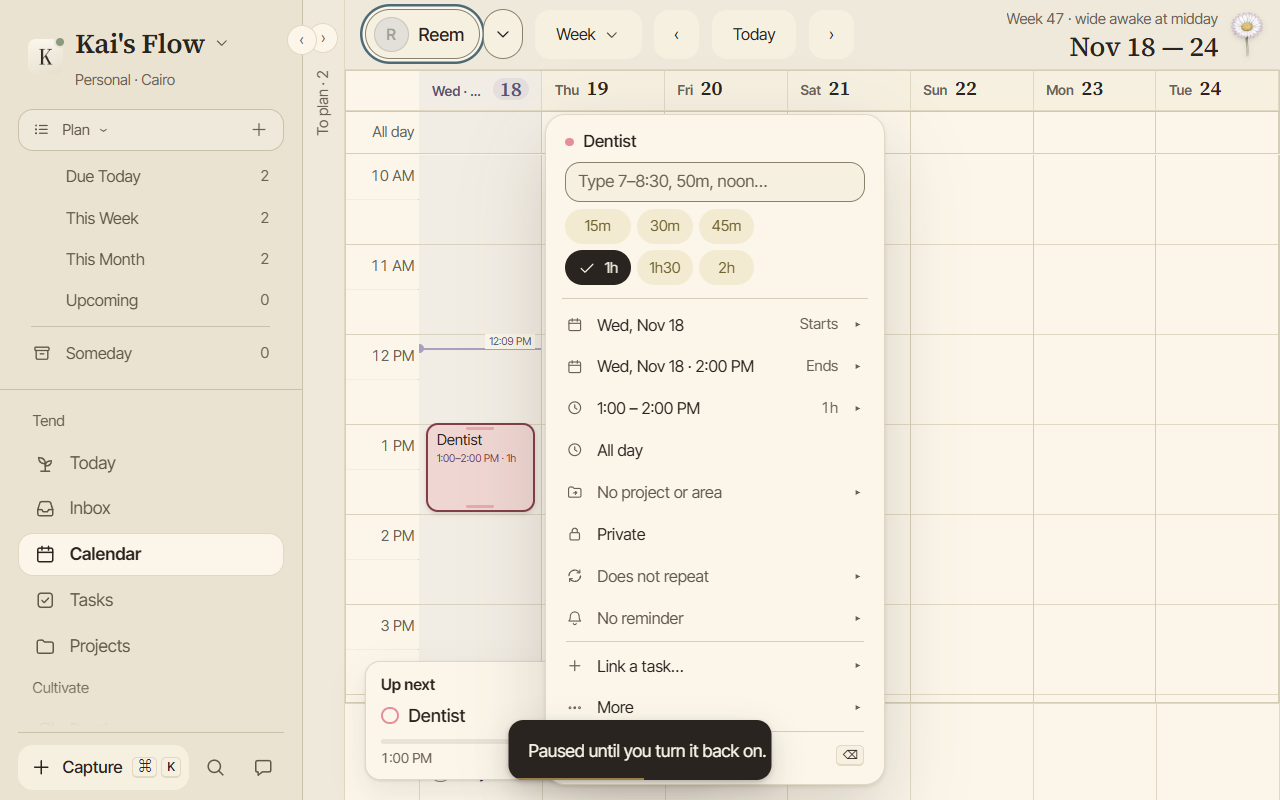 K
Kai's Flow
Personal · Cairo
Plan
Due Today 2
This Week 2
This Month 2
Upcoming 0
Someday 0
Tend
Today
Inbox
Calendar
Tasks
Projects
Cultivate
Capture ⌘ K
‹ ›
To plan · 2
R Reem
Week
‹
Today
›
Week 47 · wide awake at midday
Nov 18 — 24
Wed · ... 18
Thu 19
Fri 20
Sat 21
Sun 22
Mon 23
Tue 24
All day
10 AM
11 AM
12 PM
12:09 PM
1 PM
Dentist
1:00–2:00 PM · 1h
2 PM
3 PM
Dentist
Type 7–8:30, 50m, noon...
15m 30m 45m
1h 1h30 2h
Wed, Nov 18 Starts
Wed, Nov 18 · 2:00 PM Ends
1:00 – 2:00 PM 1h
All day
No project or area
Private
Does not repeat
No reminder
Link a task...
More
Up next
Dentist
1:00 PM
Paused until you turn it back on.